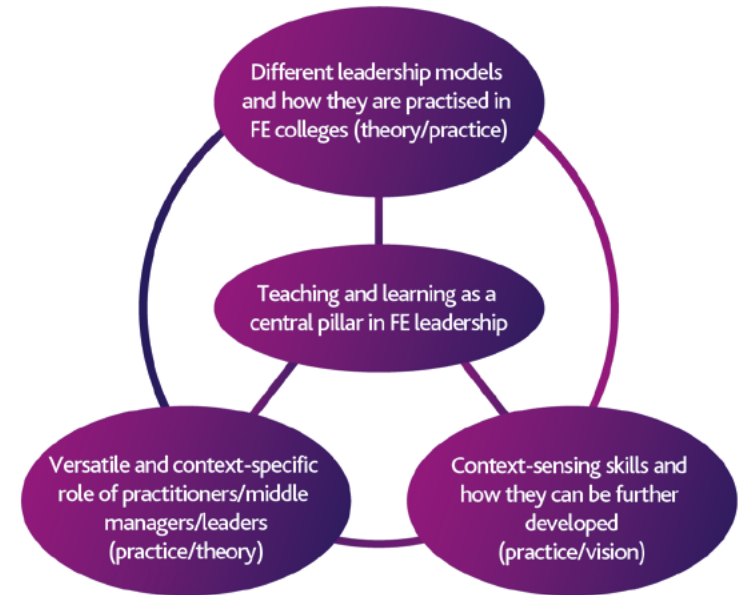 Different leadership models
and how they are practised in
FE colleges (theory/practice)
Teaching and learning as a
central pillar in FE leadership
Versatile and context-specific
role of practitioners/middle
managers/leaders
(practice/theory)
Context-sensing skills and
how they can be further
developed
(practice/vision)